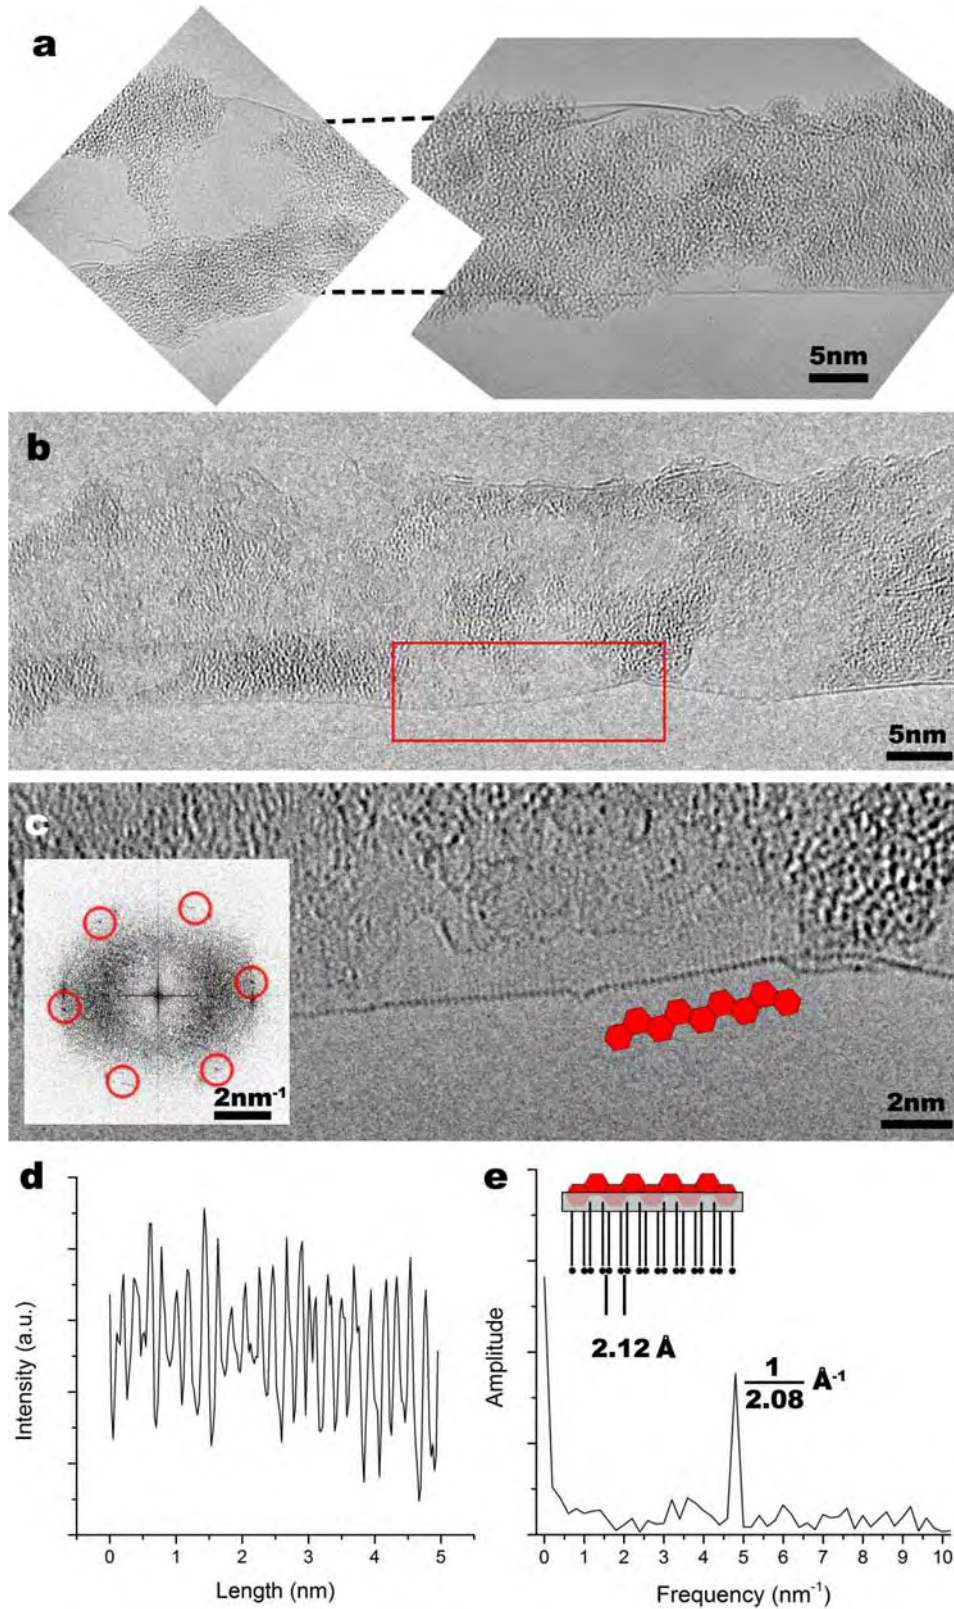 a
5nm
b
5nm
c
2nm⁻¹
2nm
d
Intensity (a.u.)
0 1 2 3 4 5
Length (nm)
e
2.12 Å
1
2.08
Å⁻¹
Amplitude
0 1 2 3 4 5 6 7 8 9 10
Frequency (nm⁻¹)